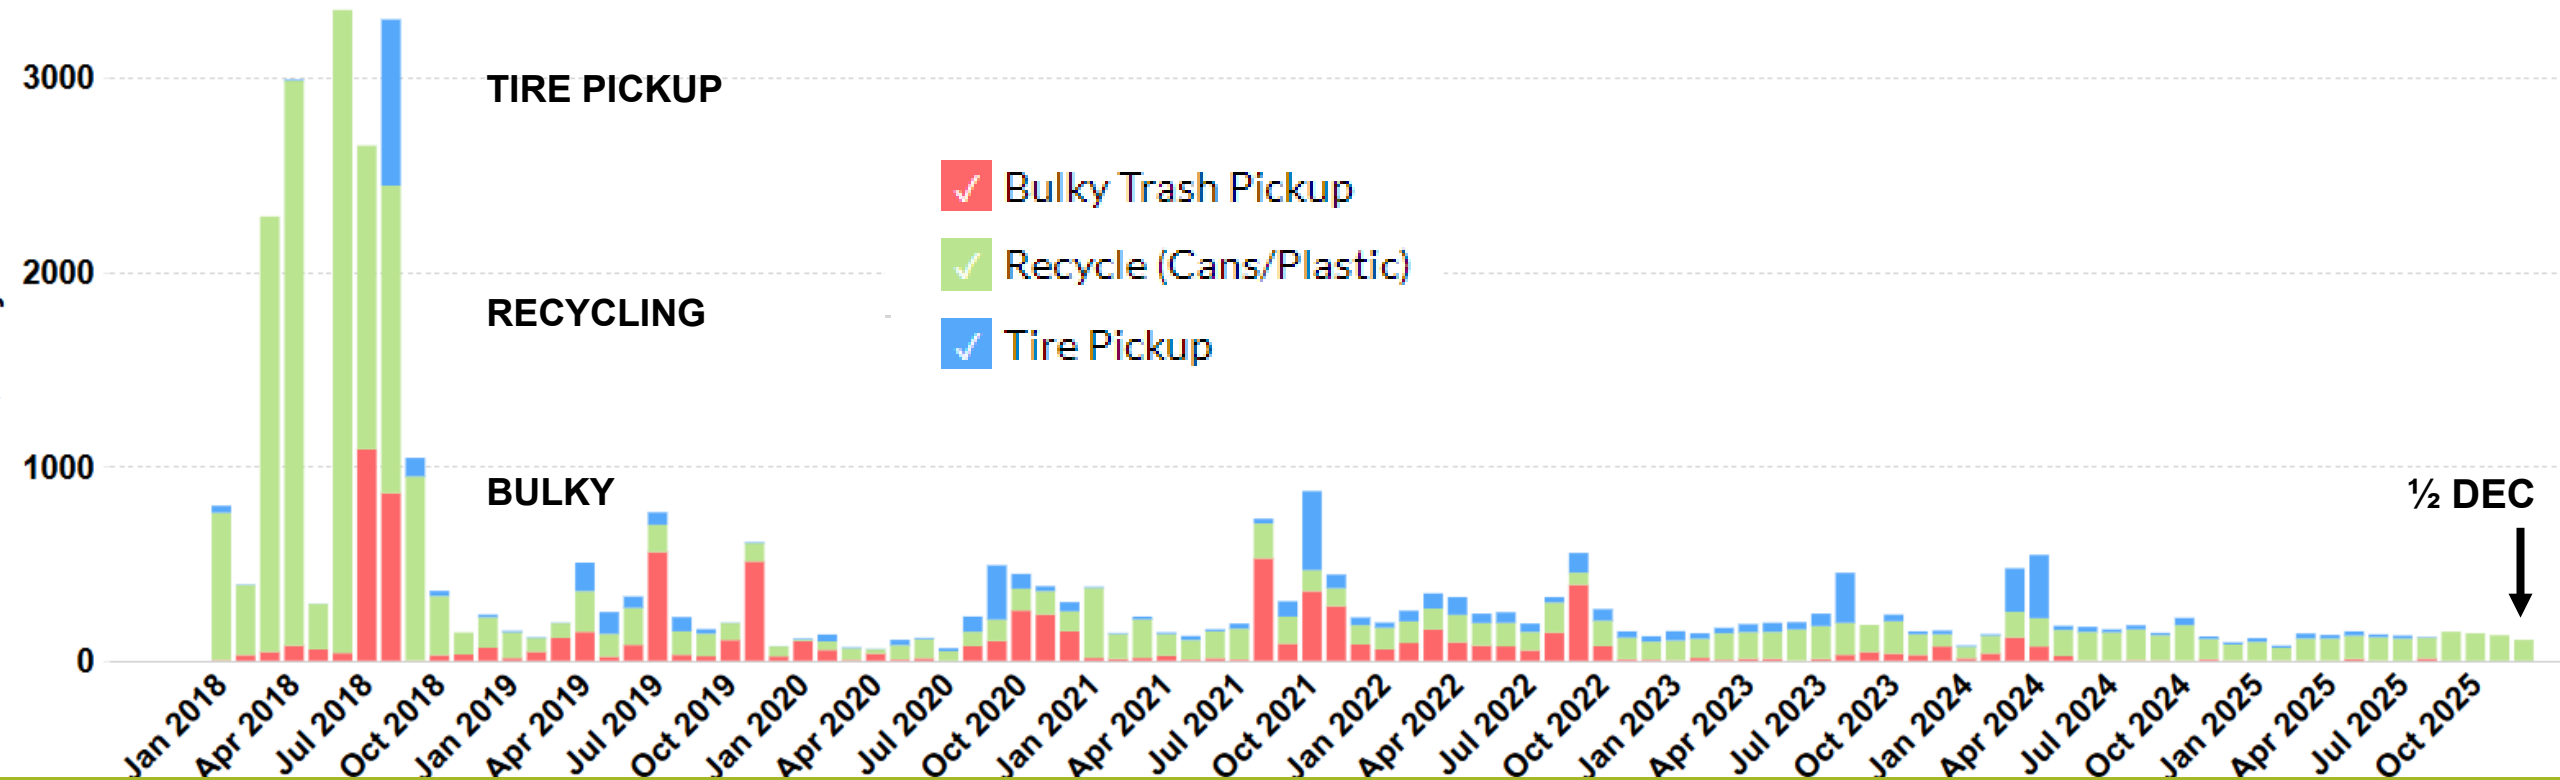 3000
TIRE PICKUP
✓ Bulky Trash Pickup
2000
✓ Recycle (Cans/Plastic)
RECYCLING
✓ Tire Pickup
1000
BULKY
½ DEC
0
Jan 2018
Apr 2018
Jul 2018
Oct 2018
Jan 2019
Apr 2019
Jul 2019
Oct 2019
Jan 2020
Apr 2020
Jul 2020
Oct 2020
Jan 2021
Apr 2021
Jul 2021
Oct 2021
Jan 2022
Apr 2022
Jul 2022
Oct 2022
Jan 2023
Apr 2023
Jul 2023
Oct 2023
Jan 2024
Apr 2024
Jul 2024
Oct 2024
Jan 2025
Apr 2025
Jul 2025
Oct 2025